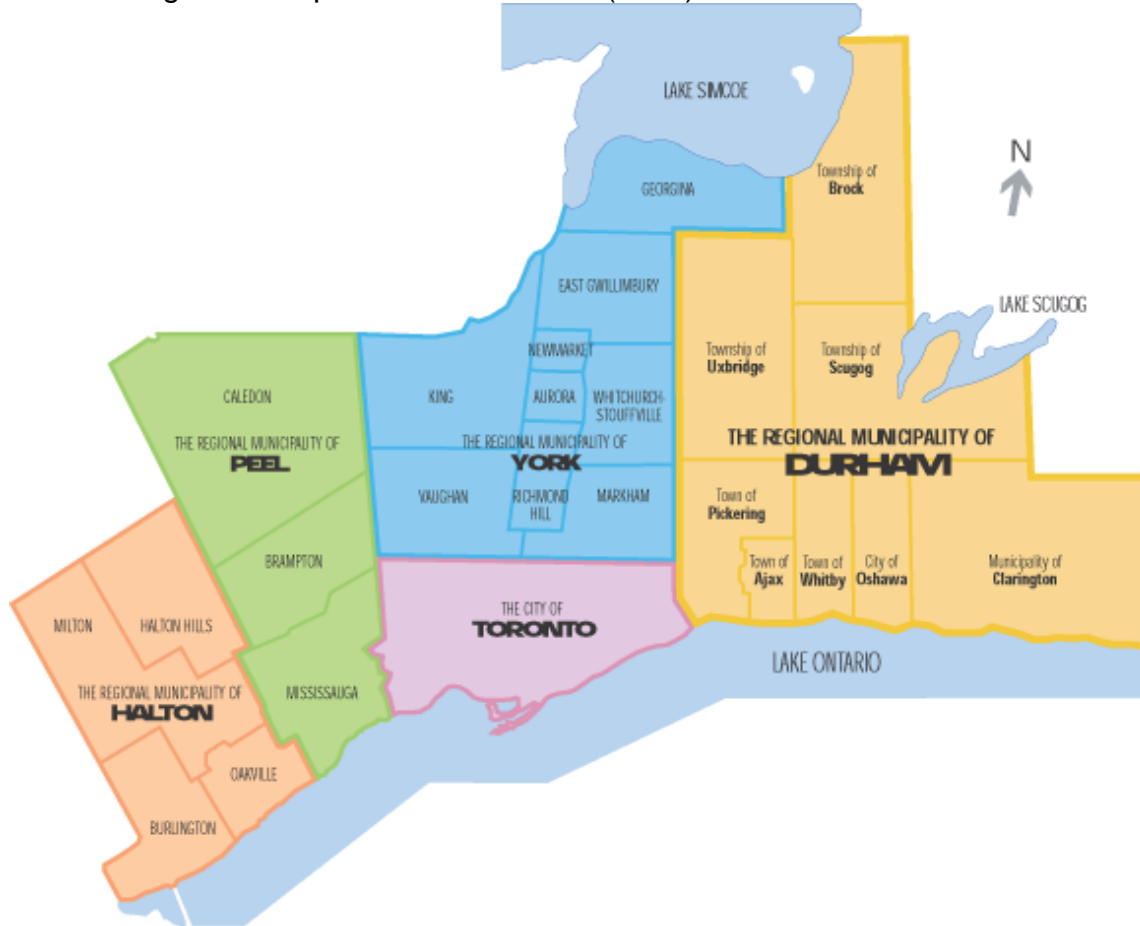 LAKE SIMCOE
N
Township of
Brock
GEORGINA
EAST GWILLIMBURY
LAKE SCUGOG
NEWMARKET
Township of
Uxbridge
Township of
Scugog
CALEDON
KING
AURORA
WHITCHURCH-
STOUFFVILLE
THE REGIONAL MUNICIPALITY OF
PEEL
THE REGIONAL MUNICIPALITY OF
YORK
THE REGIONAL MUNICIPALITY OF
DURHAM
VAUGHAN
RICHMOND
HILL
MARKHAM
Town of
Pickering
BRAMPTON
Town of
Ajax
Town of
Whitby
City of
Oshawa
Municipality of
Clarington
MILTON
HALTON HILLS
THE CITY OF
TORONTO
LAKE ONTARIO
THE REGIONAL MUNICIPALITY OF
HALTON
MISSISSAUGA
OAKVILLE
BURLINGTON